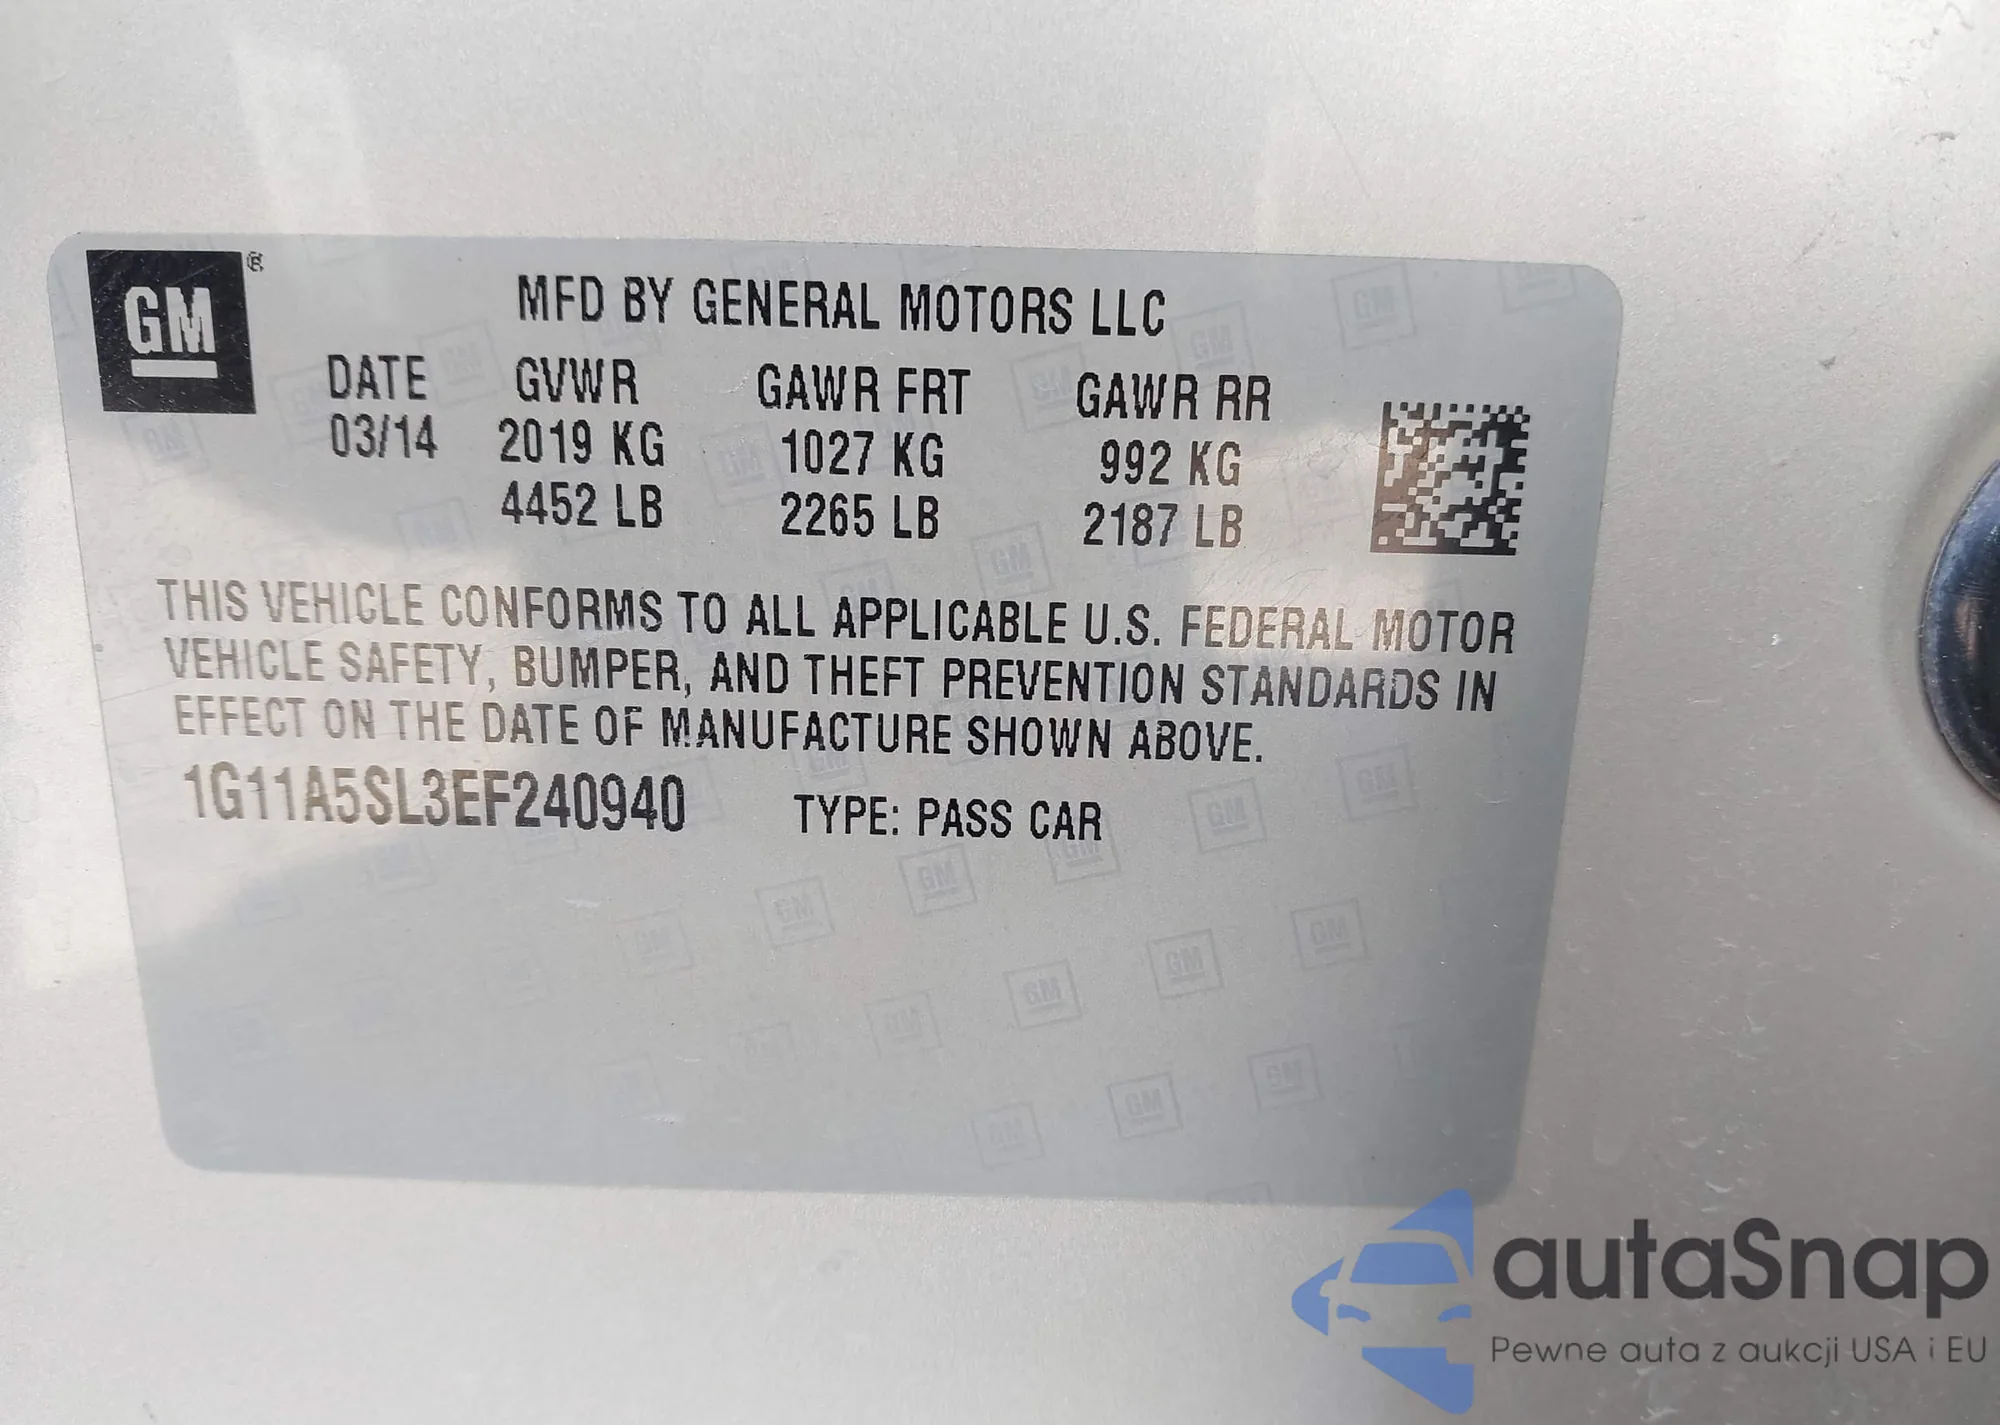 GM ®
MFD BY GENERAL MOTORS LLC
DATE GVWR GAWR FRT GAWR RR
03/14 2019 KG 1027 KG 992 KG
4452 LB 2265 LB 2187 LB
THIS VEHICLE CONFORMS TO ALL APPLICABLE U.S. FEDERAL MOTOR
VEHICLE SAFETY, BUMPER, AND THEFT PREVENTION STANDARDS IN
EFFECT ON THE DATE OF MANUFACTURE SHOWN ABOVE.
1G11A5SL3EF240940 TYPE: PASS CAR
autaSnap
Pewne auta z aukcji USA i EU